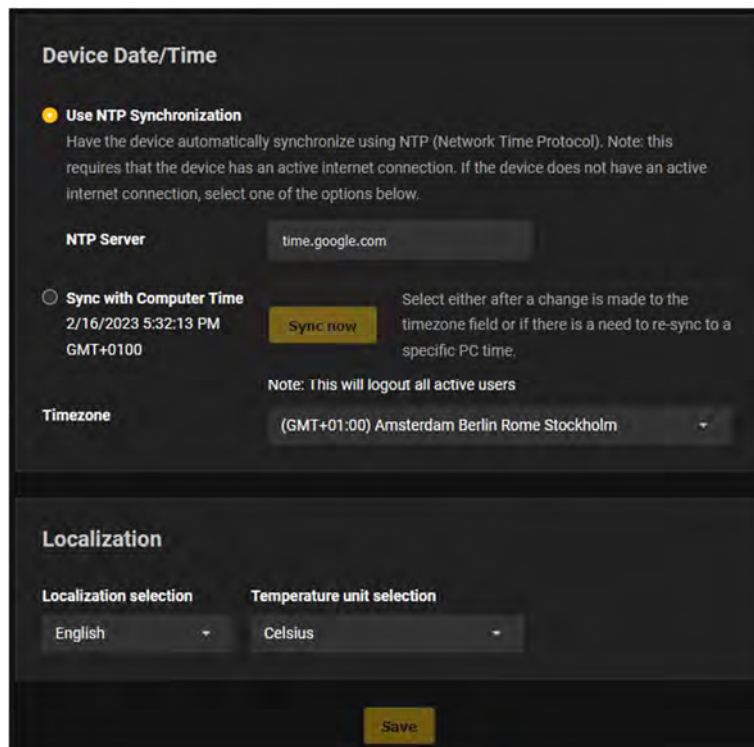 Device Date/Time
Use NTP Synchronization
Have the device automatically synchronize using NTP (Network Time Protocol). Note: this
requires that the device has an active internet connection. If the device does not have an active
internet connection, select one of the options below.
NTP Server
time.google.com
Sync with Computer Time
2/16/2023 5:32:13 PM
GMT+0100
Sync now
Select either after a change is made to the
timezone field or if there is a need to re-sync to a
specific PC time.
Note: This will logout all active users
Timezone
(GMT+01:00) Amsterdam Berlin Rome Stockholm
Localization
Localization selection
Temperature unit selection
English
Celsius
Save